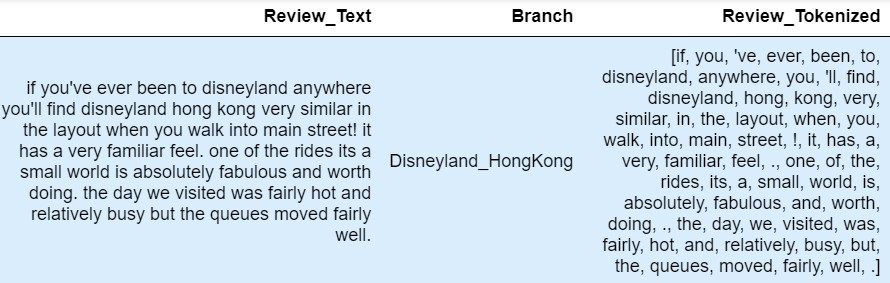 Review_Text Branch Review_Tokenized
if you've ever been to disneyland anywhere
you'll find disneyland hong kong very similar in
the layout when you walk into main street! it
has a very familiar feel. one of the rides its a
small world is absolutely fabulous and worth
doing. the day we visited was fairly hot and
relatively busy but the queues moved fairly
well.
Disneyland_HongKong
[if, you, 've, ever, been, to,
disneyland, anywhere, you, 'll, find,
disneyland, hong, kong, very,
similar, in, the, layout, when, you,
walk, into, main, street, !, it, has, a,
very, familiar, feel, ., one, of, the,
rides, its, a, small, world, is,
absolutely, fabulous, and, worth,
doing, ., the, day, we, visited, was,
fairly, hot, and, relatively, busy, but,
the, queues, moved, fairly, well, .]